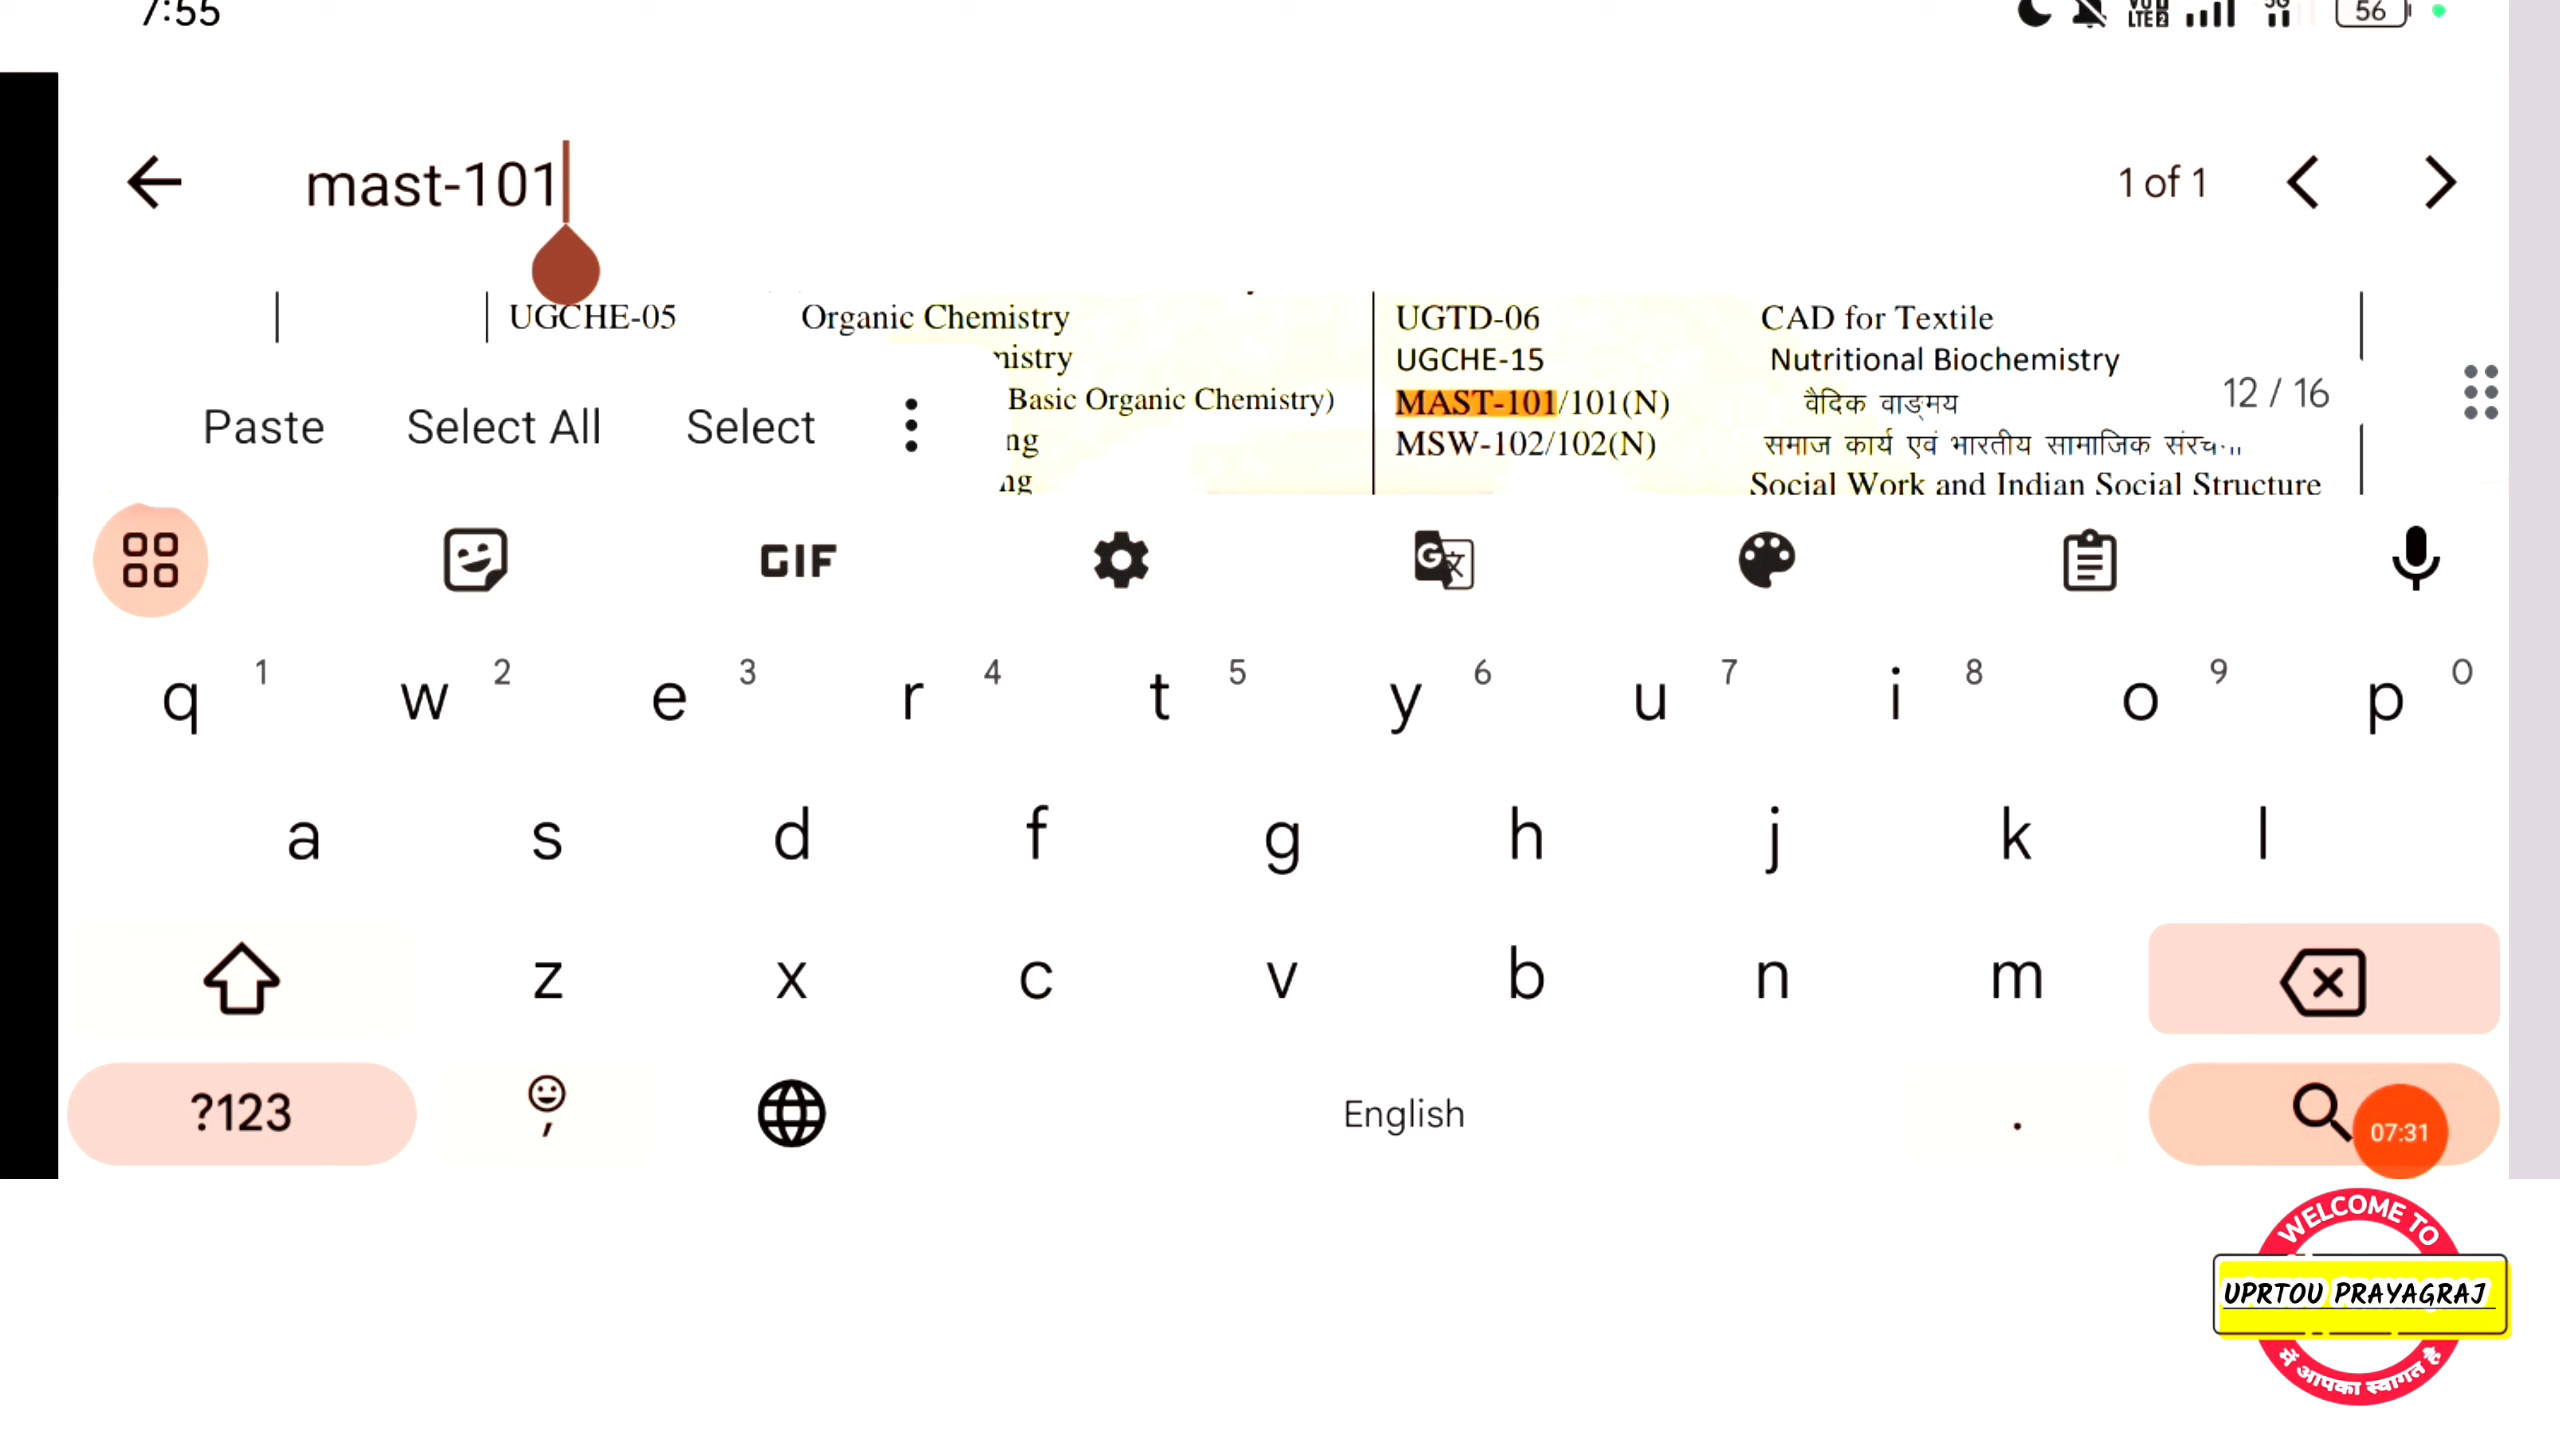 7:55
56
mast-101
1 of 1
UGCHE-05 Organic Chemistry UGTD-06 CAD for Textile
UGCHE-15 Nutritional Biochemistry
Basic Organic Chemistry) MAST-101/101(N) वैदिक वाङ्मय 12 / 16
Paste Select All Select
MSW-102/102(N) समाज कार्य एवं भारतीय सामाजिक
Social Work and Indian Social Structure
GIF
q 1 w 2 e 3 r 4 t 5 y 6 u 7 i 8 o 9 p 0
a s d f g h j k l
z x c v b n m
?123 , English .
07:31
WELCOME TO
UPRTOU PRAYAGRAJ
में आपका स्वागत है